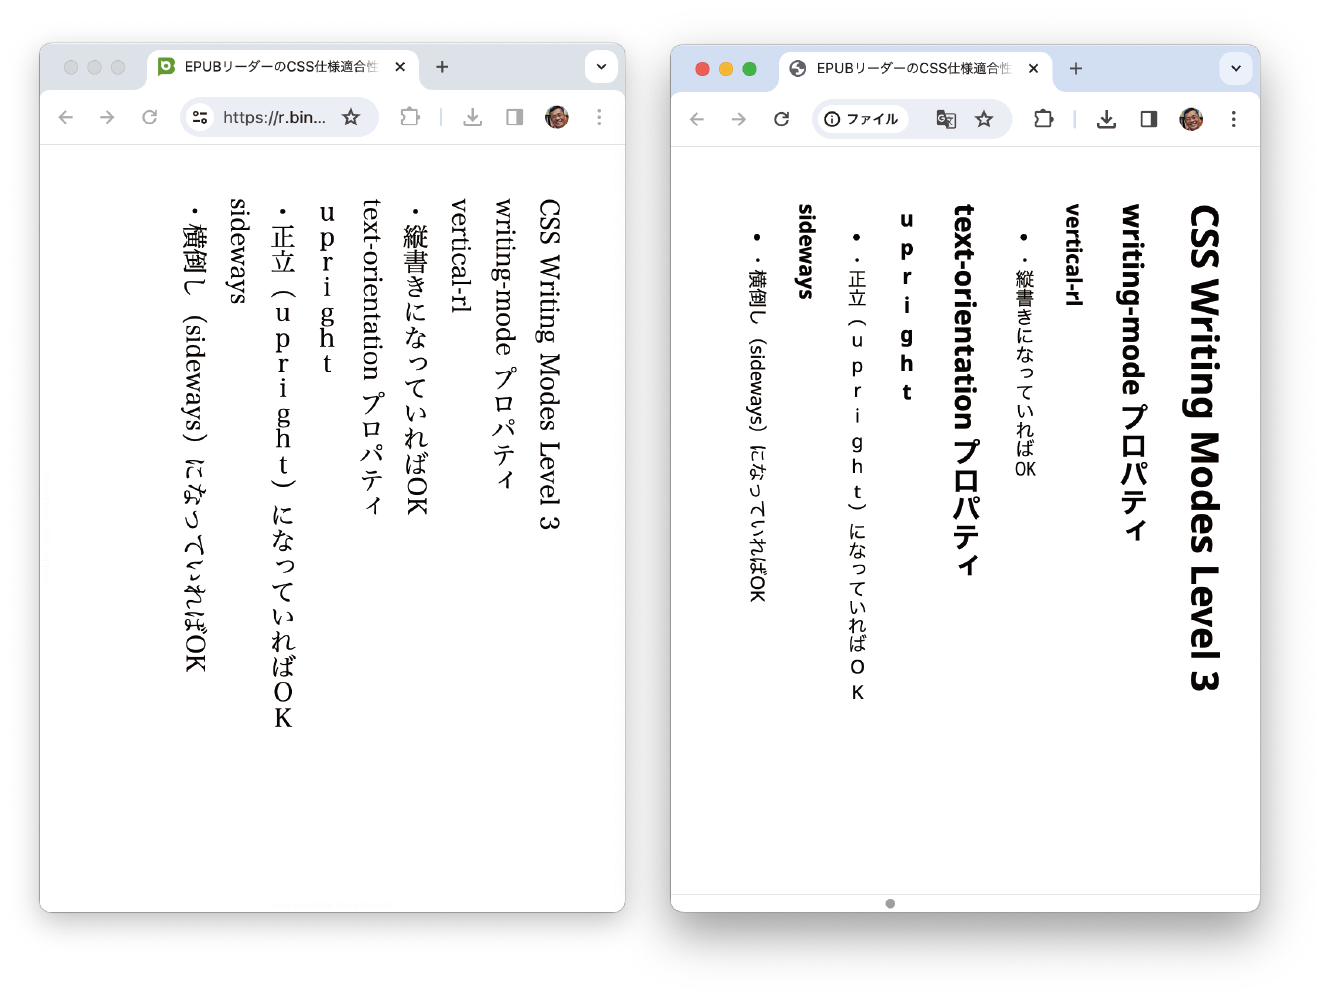 EPUBリーダーのCSS仕様適合性
https://r.bin...
CSS Writing Modes Level 3
writing-mode プロパティ
vertical-rl
・縦書きになっていればOK
text-orientation プロパティ
upright
・正立（upright）になっていればOK
sideways
・横倒し（sideways）になっていればOK
EPUBリーダーのCSS仕様適合性
ファイル
CSS Writing Modes Level 3
writing-mode プロパティ
vertical-rl
• ・縦書きになっていればOK
text-orientation プロパティ
upright
• ・正立（upright）になっていればOK
sideways
• ・横倒し（sideways）になっていればOK